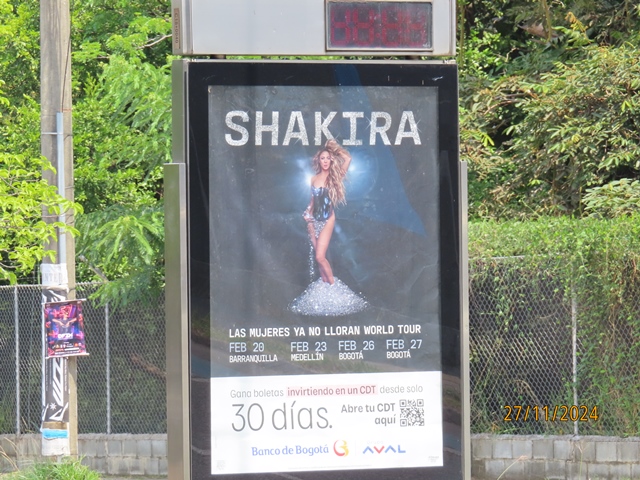 SHAKIRA
LAS MUJERES YA NO LLORAN WORLD TOUR
FEB 20 FEB 23 FEB 26 FEB 27
BARRANQUILLA MEDELLÍN BOGOTÁ BOGOTÁ
Gana boletas invirtiendo en un CDT desde solo
30 días.
Abre tu CDT
aquí
Banco de Bogotá AVAL
27/11/2024